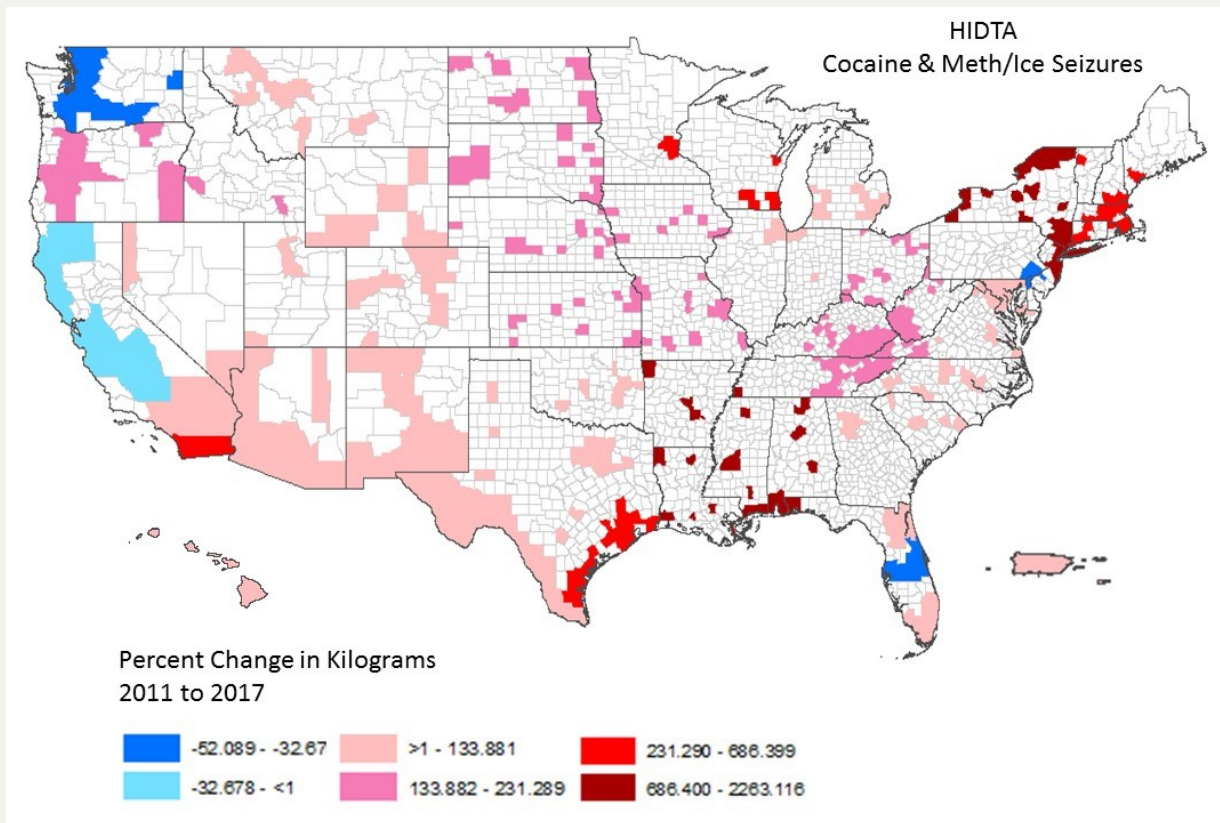 HIDTA
Cocaine & Meth/Ice Seizures
Percent Change in Kilograms
2011 to 2017
-52.089 - -32.67
-32.678 - <1
>1 - 133.881
133.882 - 231.289
231.290 - 686.399
686.400 - 2263.116